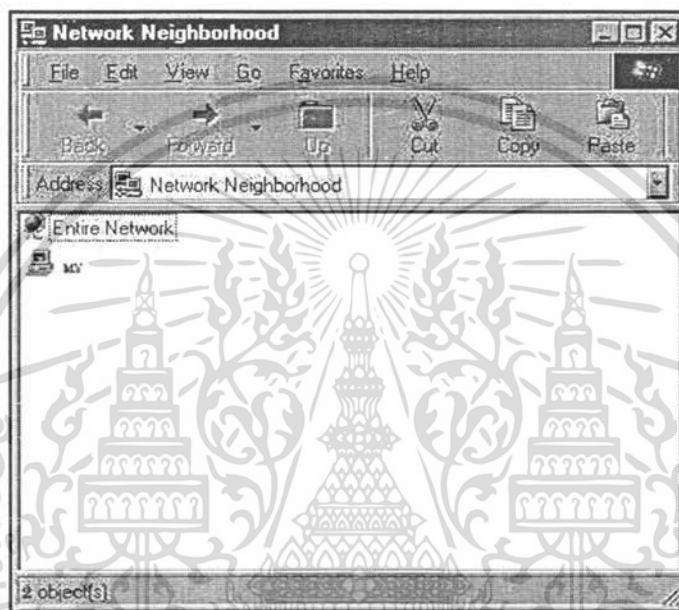 Network Neighborhood
File Edit View Go Favorites Help
Back Forward Up Cut Copy Paste
Address Network Neighborhood
Entire Network
MY
2 object(s)